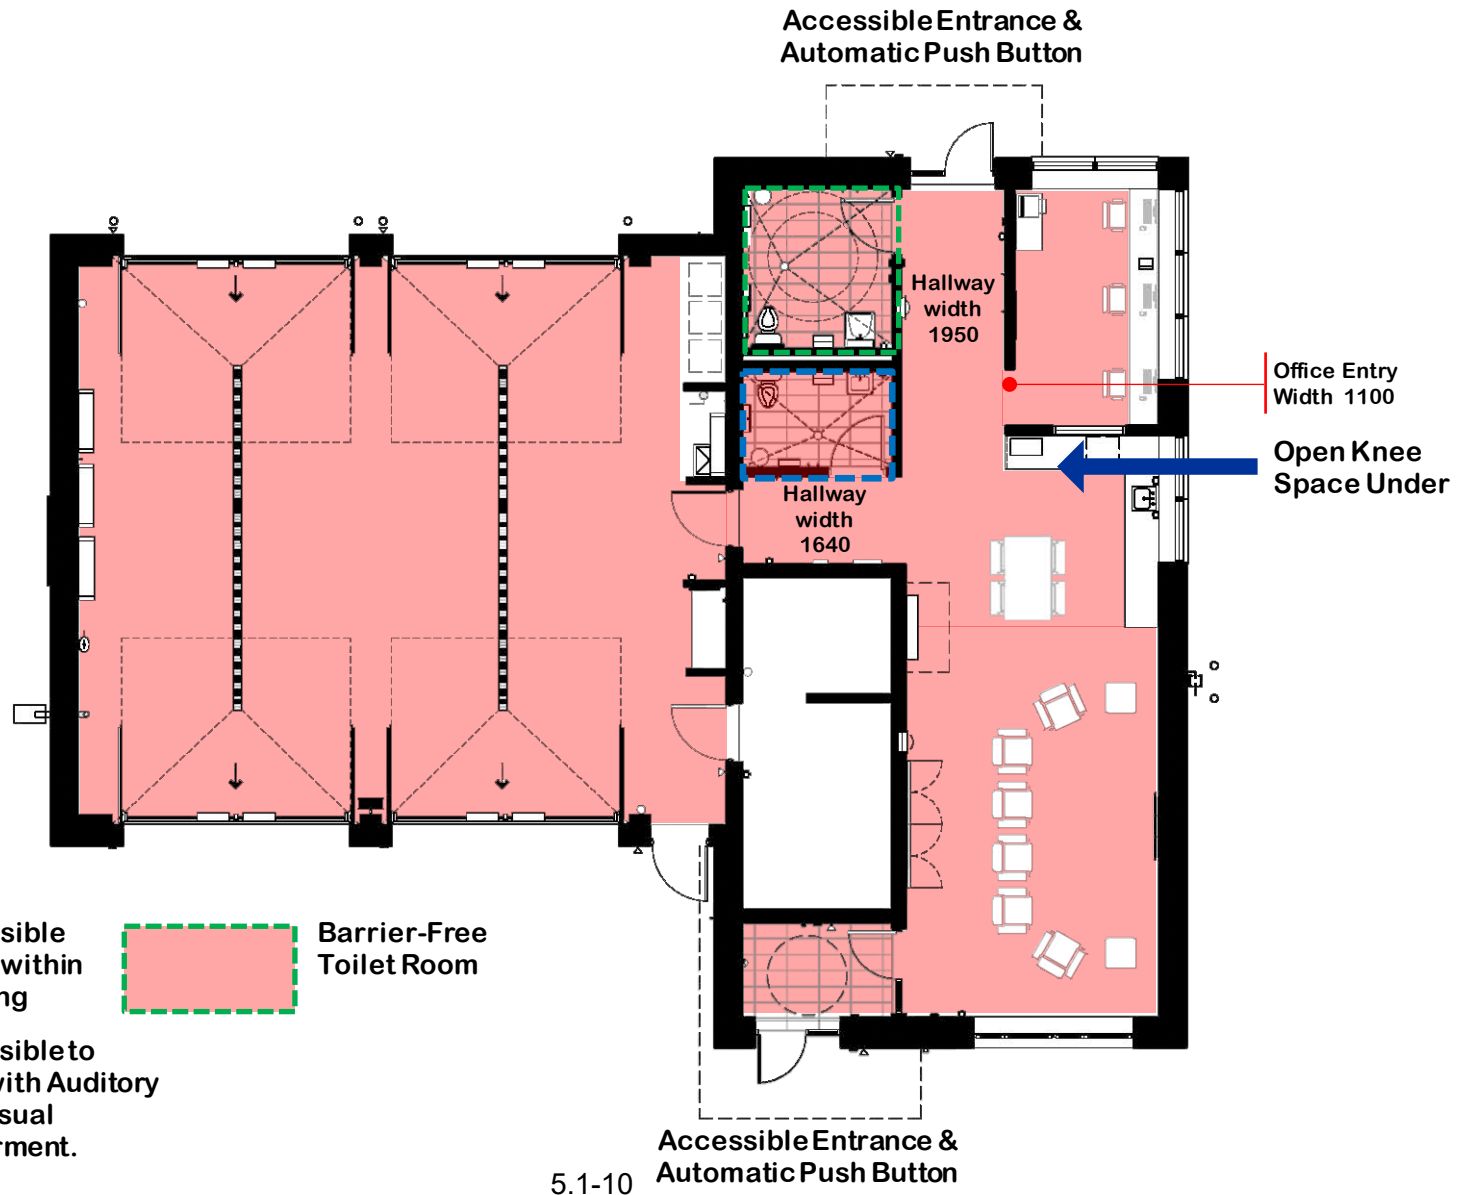 Accessible Entrance &
Automatic Push Button
Hallway
width
1950
Office Entry
Width 1100
Open Knee
Space Under
Hallway
width
1640
sible
within
ng
Barrier-Free
Toilet Room
sible to
with Auditory
sual
rment.
Accessible Entrance &
Automatic Push Button
5.1-10